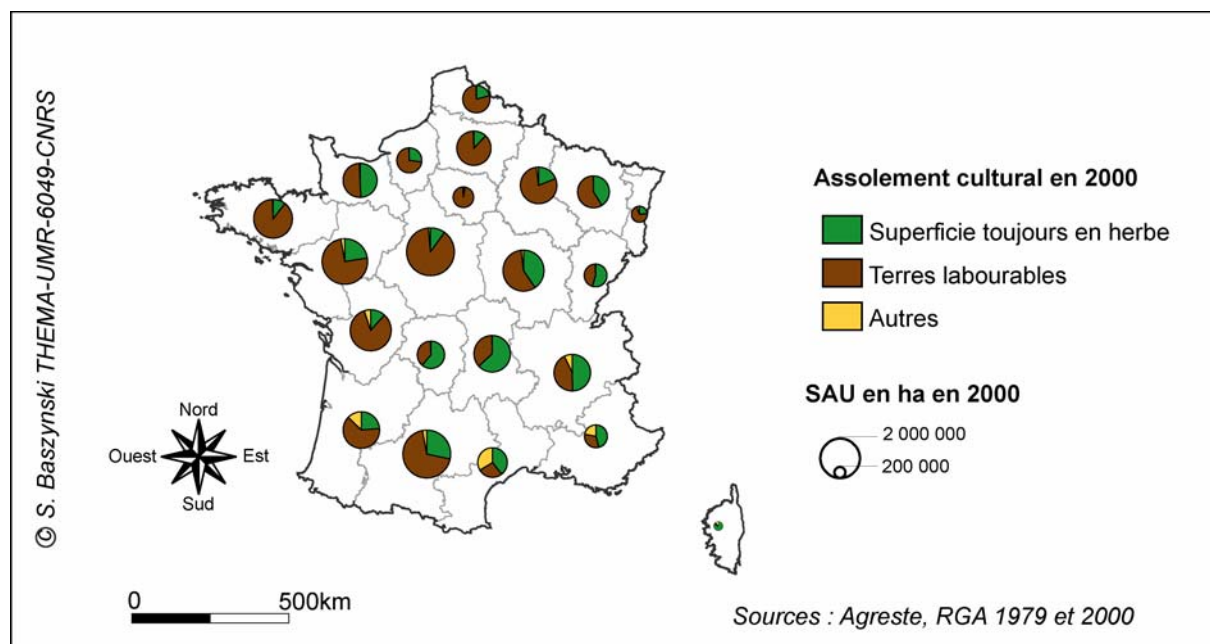 © S. Baszynski THEMA-UMR-6049-CNRS
Assolement cultural en 2000
Superficie toujours en herbe
Terres labourables
Autres
SAU en ha en 2000
2 000 000
200 000
Nord
Ouest
Est
Sud
0
500km
Sources : Agreste, RGA 1979 et 2000